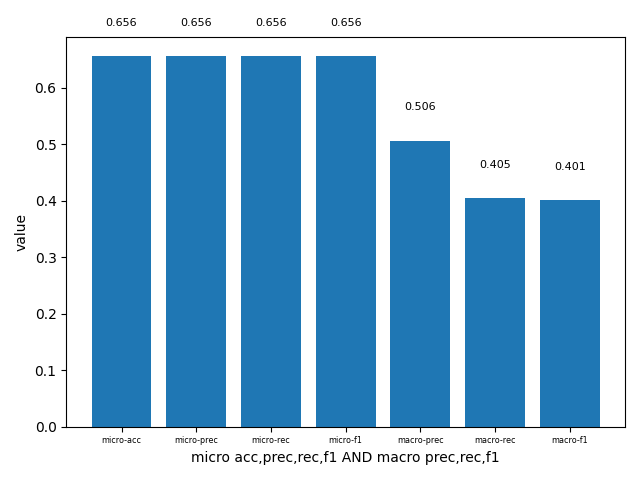 0.656 0.656 0.656 0.656
0.506
0.405 0.401
0.6
0.5
0.4
0.3
0.2
0.1
0.0
value
micro-acc micro-prec micro-rec micro-f1 macro-prec macro-rec macro-f1
micro acc,prec,rec,f1 AND macro prec,rec,f1